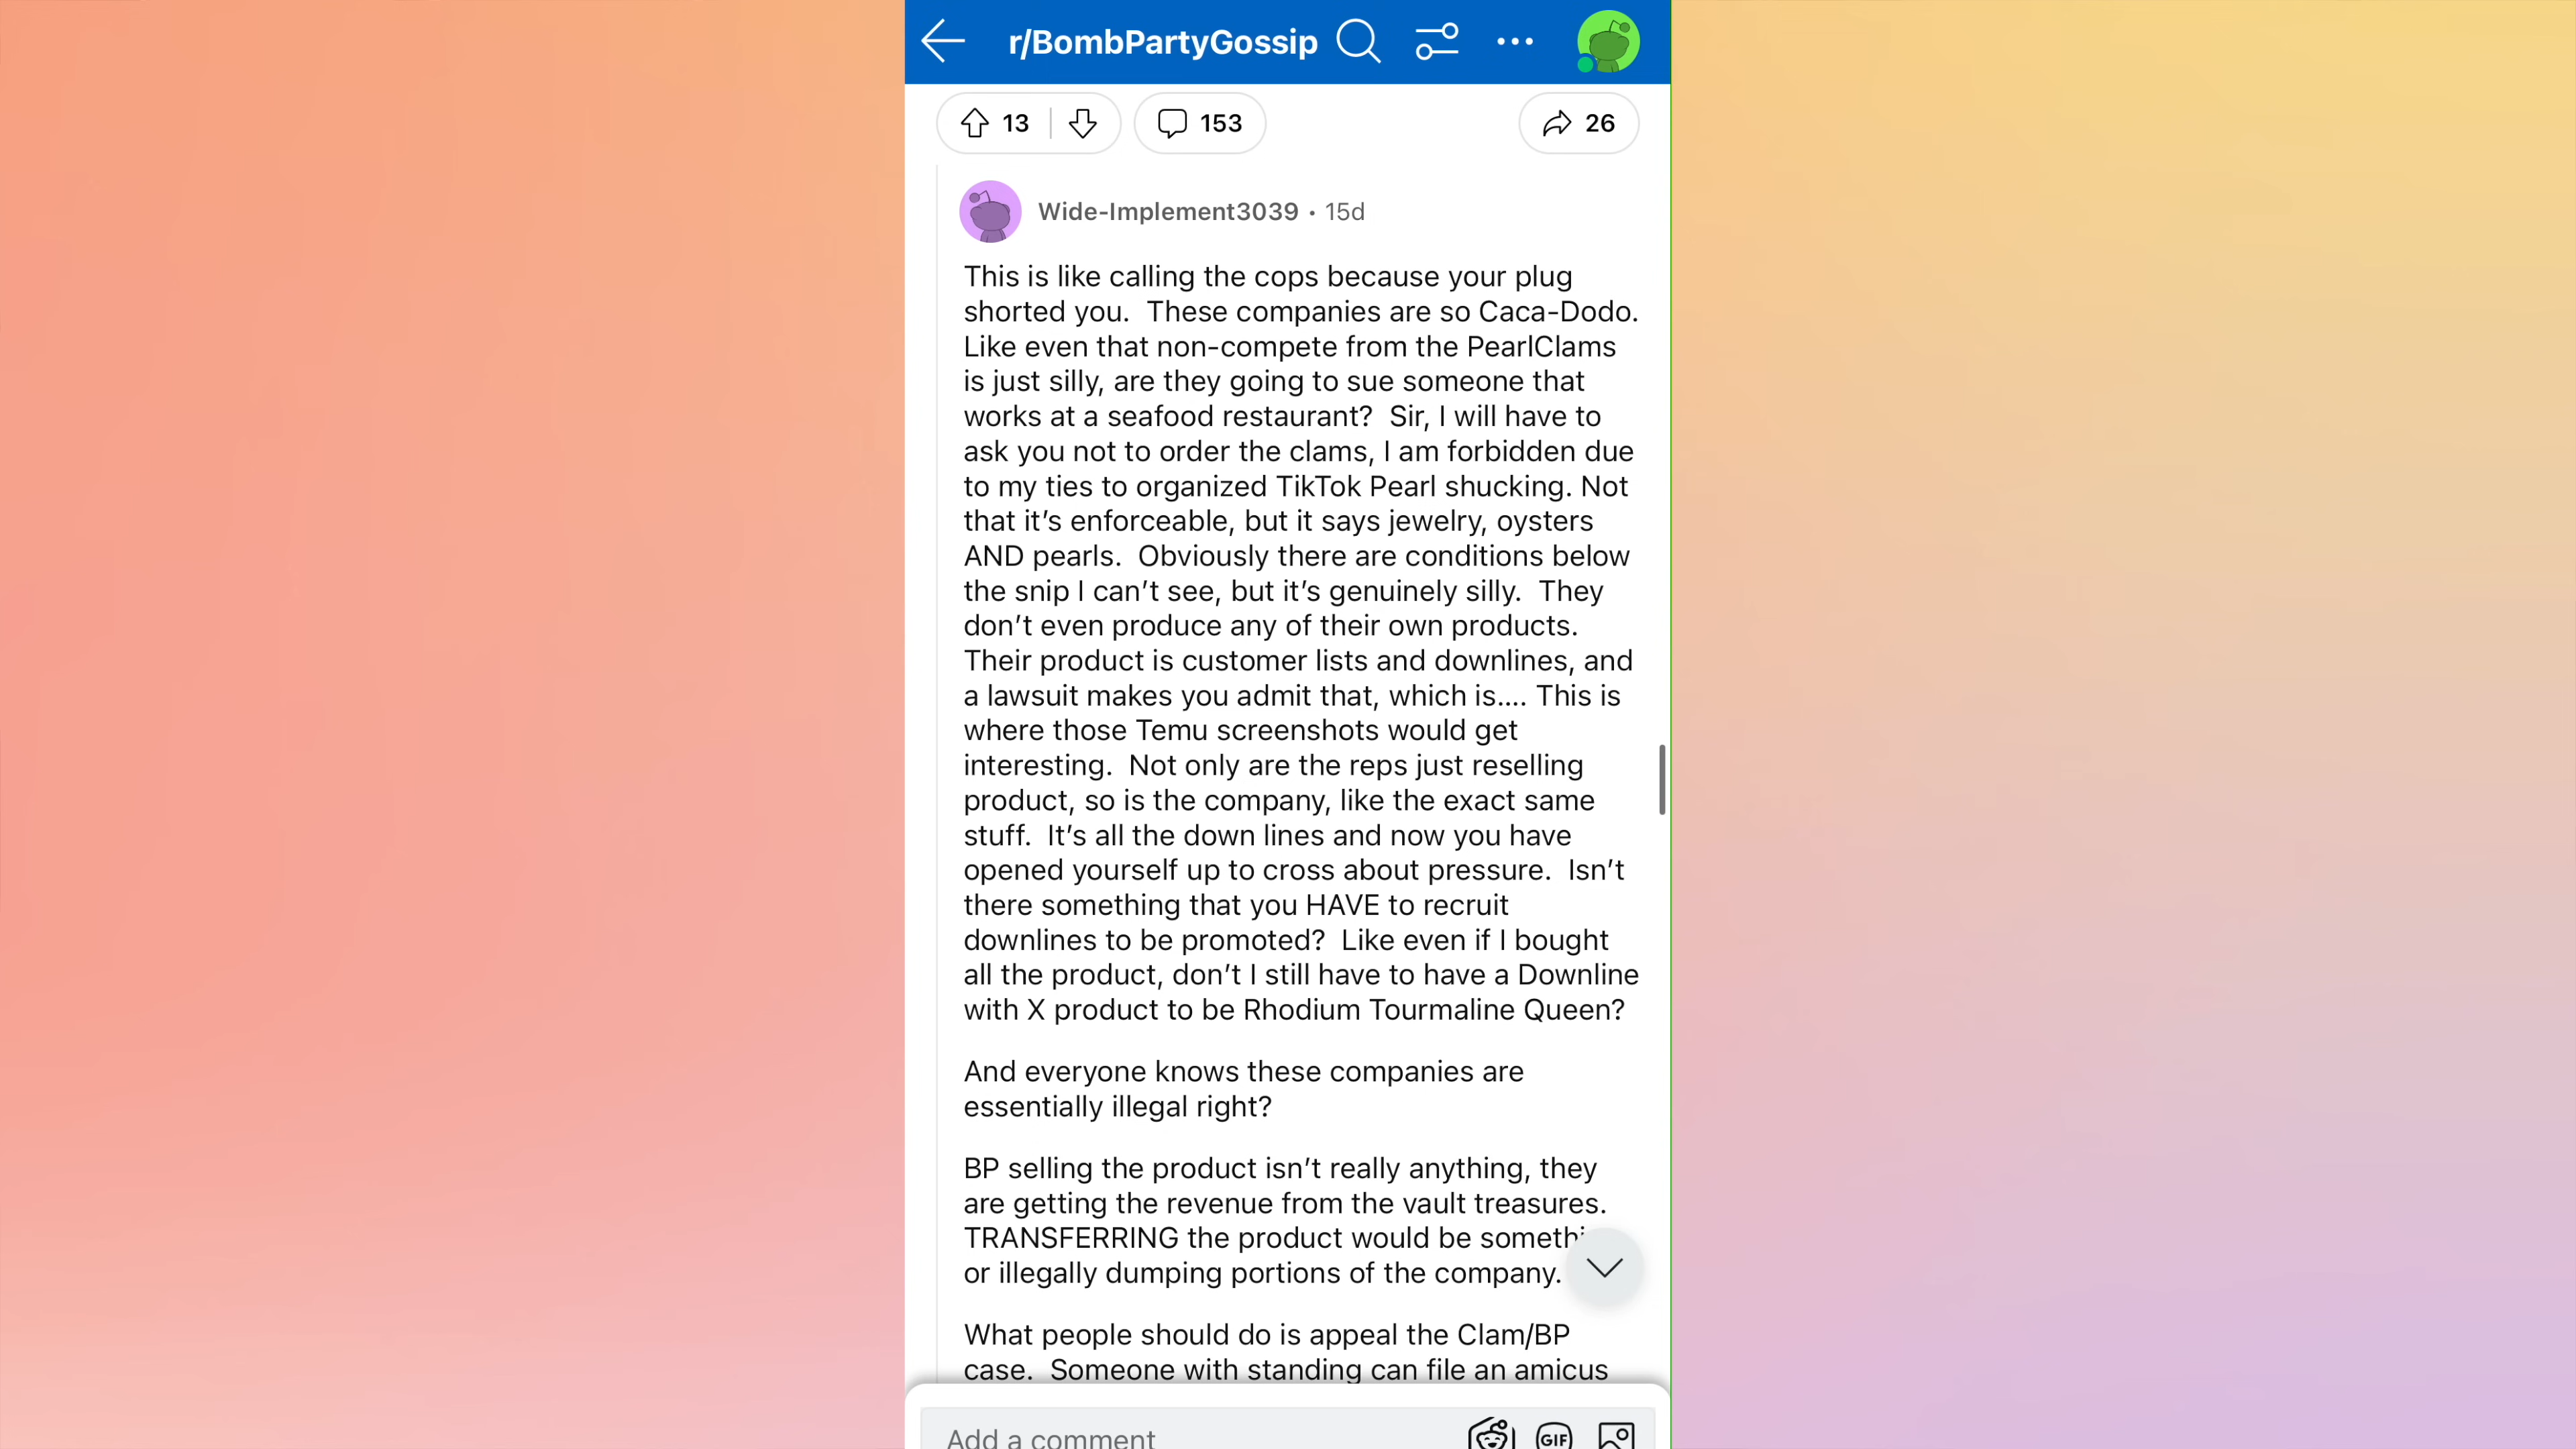 r/BombPartyGossip
13 153 26
Wide-Implement3039 • 15d
This is like calling the cops because your plug
shorted you.  These companies are so Caca-Dodo.
Like even that non-compete from the PearlClams
is just silly, are they going to sue someone that
works at a seafood restaurant?  Sir, I will have to
ask you not to order the clams, I am forbidden due
to my ties to organized TikTok Pearl shucking. Not
that it’s enforceable, but it says jewelry, oysters
AND pearls.  Obviously there are conditions below
the snip I can’t see, but it’s genuinely silly.  They
don’t even produce any of their own products.
Their product is customer lists and downlines, and
a lawsuit makes you admit that, which is.... This is
where those Temu screenshots would get
interesting.  Not only are the reps just reselling
product, so is the company, like the exact same
stuff.  It’s all the down lines and now you have
opened yourself up to cross about pressure.  Isn’t
there something that you HAVE to recruit
downlines to be promoted?  Like even if I bought
all the product, don’t I still have to have a Downline
with X product to be Rhodium Tourmaline Queen?
And everyone knows these companies are
essentially illegal right?
BP selling the product isn’t really anything, they
are getting the revenue from the vault treasures.
TRANSFERRING the product would be somethi
or illegally dumping portions of the company.
What people should do is appeal the Clam/BP
case.  Someone with standing can file an amicus
Add a comment
GIF